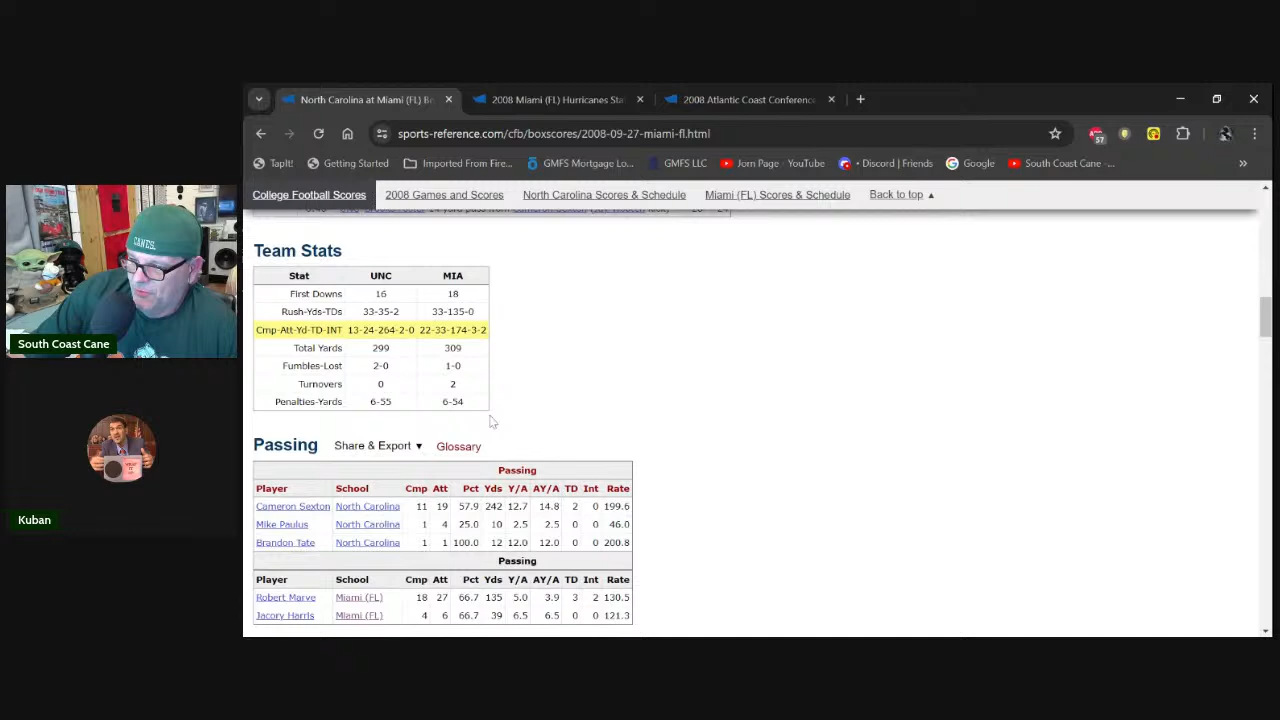 North Carolina at Miami (FL) B
2008 Miami (FL) Hurricanes Sta
2008 Atlantic Coast Conference
sports-reference.com/cfb/boxscores/2008-09-27-miami-fl.html
57
TapIt!
Getting Started
Imported From Fire...
GMFS Mortgage Lo...
GMFS LLC
Jorn Page - YouTube
Discord | Friends
Google
South Coast Cane -...
College Football Scores
2008 Games and Scores
North Carolina Scores & Schedule
Miami (FL) Scores & Schedule
Back to top ▲
CANES
Team Stats
Stat UNC MIA
First Downs 16 18
Rush-Yds-TDs 33-35-2 33-135-0
Cmp-Att-Yd-TD-INT 13-24-264-2-0 22-33-174-3-2
Total Yards 299 309
Fumbles-Lost 2-0 1-0
Turnovers 0 2
Penalties-Yards 6-55 6-54
South Coast Cane
Passing Share & Export ▼ Glossary
Passing
Player School Cmp Att Pct Yds Y/A AY/A TD Int Rate
Cameron Sexton North Carolina 11 19 57.9 242 12.7 14.8 2 0 199.6
Mike Paulus North Carolina 1 4 25.0 10 2.5 2.5 0 0 46.0
Brandon Tate North Carolina 1 1 100.0 12 12.0 12.0 0 0 200.8
Passing
Player School Cmp Att Pct Yds Y/A AY/A TD Int Rate
Robert Marve Miami (FL) 18 27 66.7 135 5.0 3.9 3 2 130.5
Jacory Harris Miami (FL) 4 6 66.7 39 6.5 6.5 0 0 121.3
Kuban